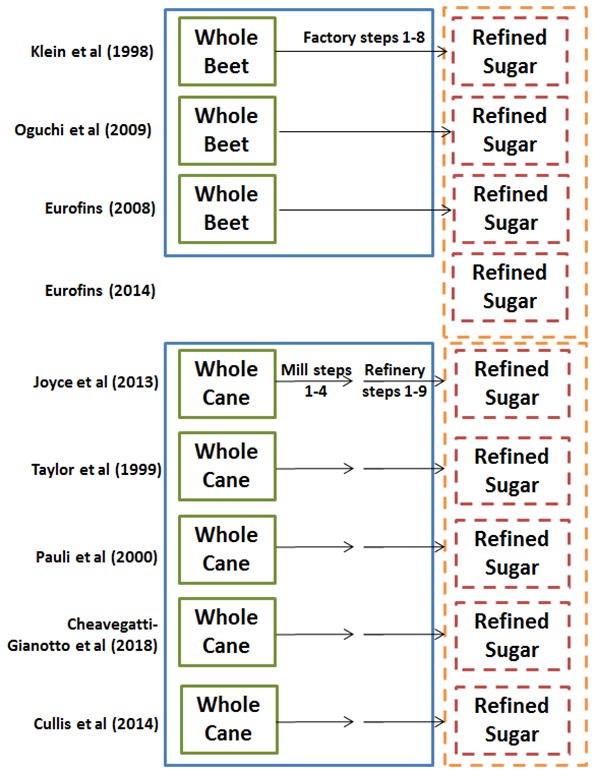 Klein et al (1998)
Whole
Beet
Factory steps 1-8
Refined
Sugar
Oguchi et al (2009)
Whole
Beet
Refined
Sugar
Eurofins (2008)
Whole
Beet
Refined
Sugar
Eurofins (2014)
Refined
Sugar
Joyce et al (2013)
Whole
Cane
Mill steps
1-4
Refinery
steps 1-9
Refined
Sugar
Taylor et al (1999)
Whole
Cane
Refined
Sugar
Pauli et al (2000)
Whole
Cane
Refined
Sugar
Cheavegatti-
Gianotto et al (2018)
Whole
Cane
Refined
Sugar
Cullis et al (2014)
Whole
Cane
Refined
Sugar